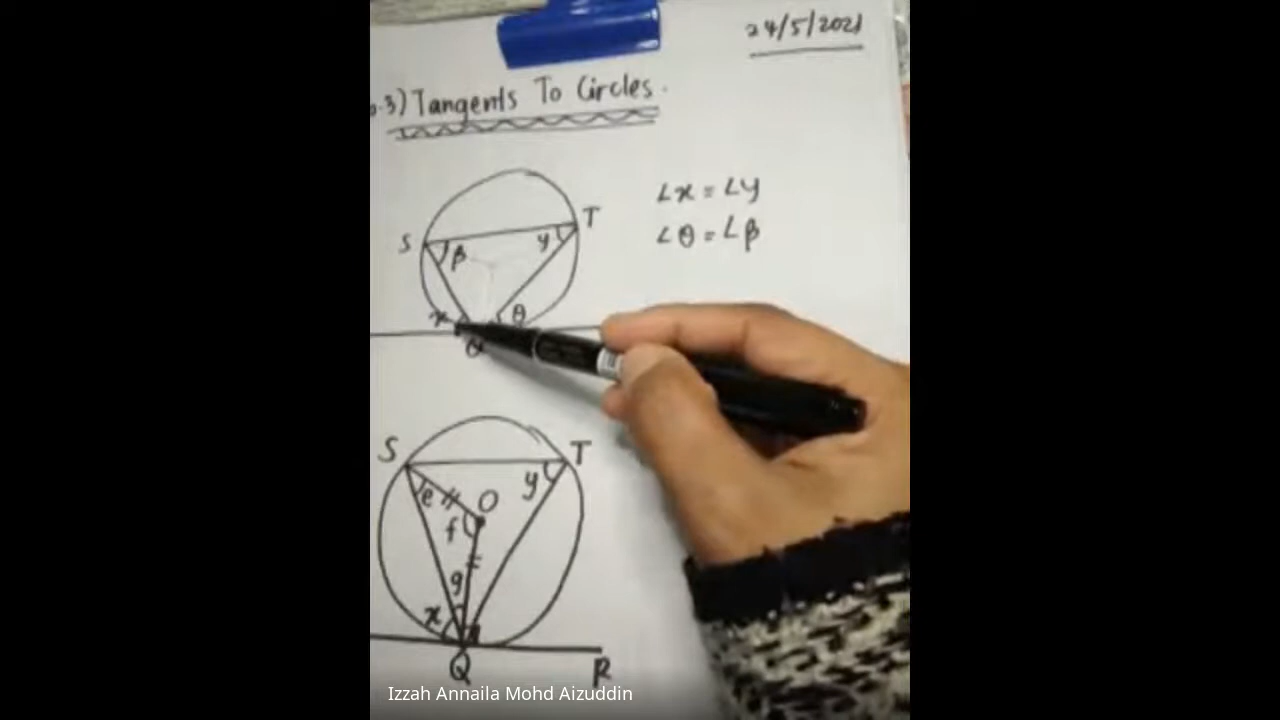 24/5/2021
.3) Tangents To Circles.
∠x = ∠y
∠θ = ∠β
S
T
β
y
x
θ
Q
S
T
e
O
y
f
g
x
Q
R
Izzah Annaila Mohd Aizuddin